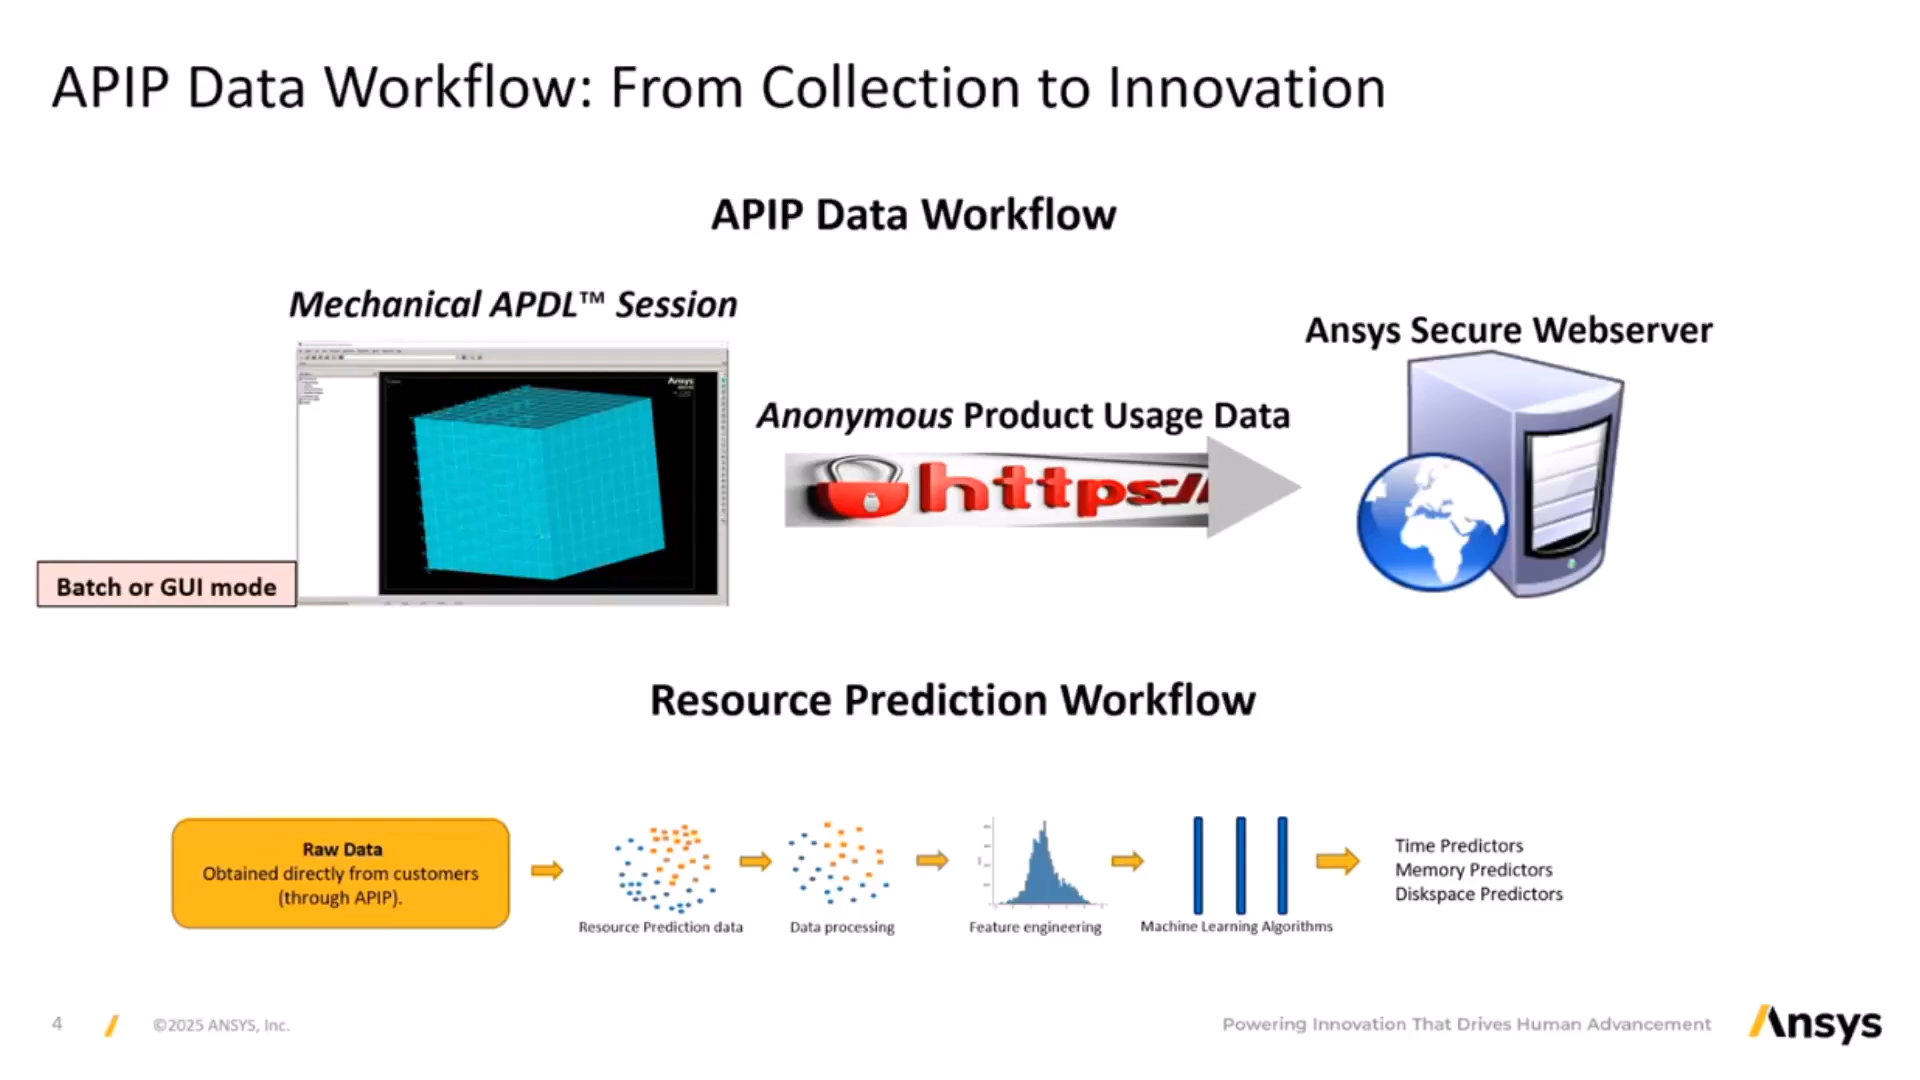 APIP Data Workflow: From Collection to Innovation
APIP Data Workflow
Mechanical APDL™ Session
Ansys Secure Webserver
Anonymous Product Usage Data
https://
Ansys
Batch or GUI mode
Resource Prediction Workflow
Raw Data
Obtained directly from customers
(through APIP).
Resource Prediction data
Data processing
Feature engineering
Machine Learning Algorithms
Time Predictors
Memory Predictors
Diskspace Predictors
4
©2025 ANSYS, Inc.
Powering Innovation That Drives Human Advancement
Ansys